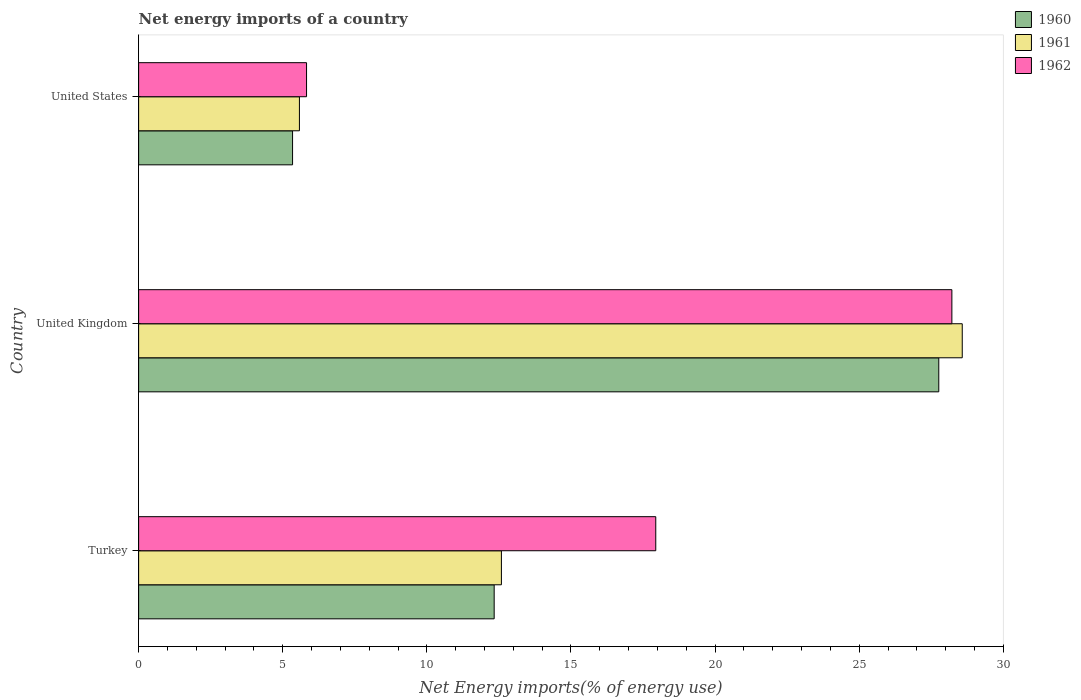 Net energy imports of a country
1960
1961
1962
United States
United Kingdom
Turkey
Country
0
5
10
15
20
25
30
Net Energy imports(% of energy use)